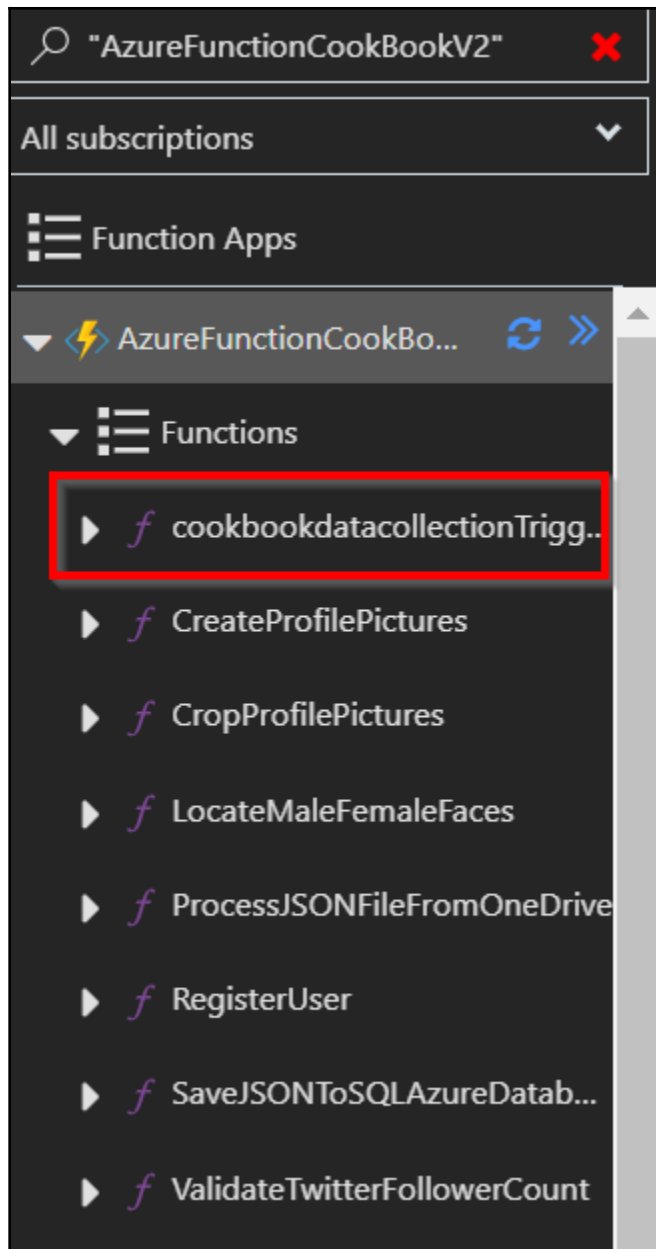 "AzureFunctionCookBookV2"
All subscriptions
Function Apps
AzureFunctionCookBo...
Functions
ƒ cookbookdatacollectionTrigg..
ƒ CreateProfilePictures
ƒ CropProfilePictures
ƒ LocateMaleFemaleFaces
ƒ ProcessJSONFileFromOneDrive
ƒ RegisterUser
ƒ SaveJSONToSQLAzureDatab...
ƒ ValidateTwitterFollowerCount